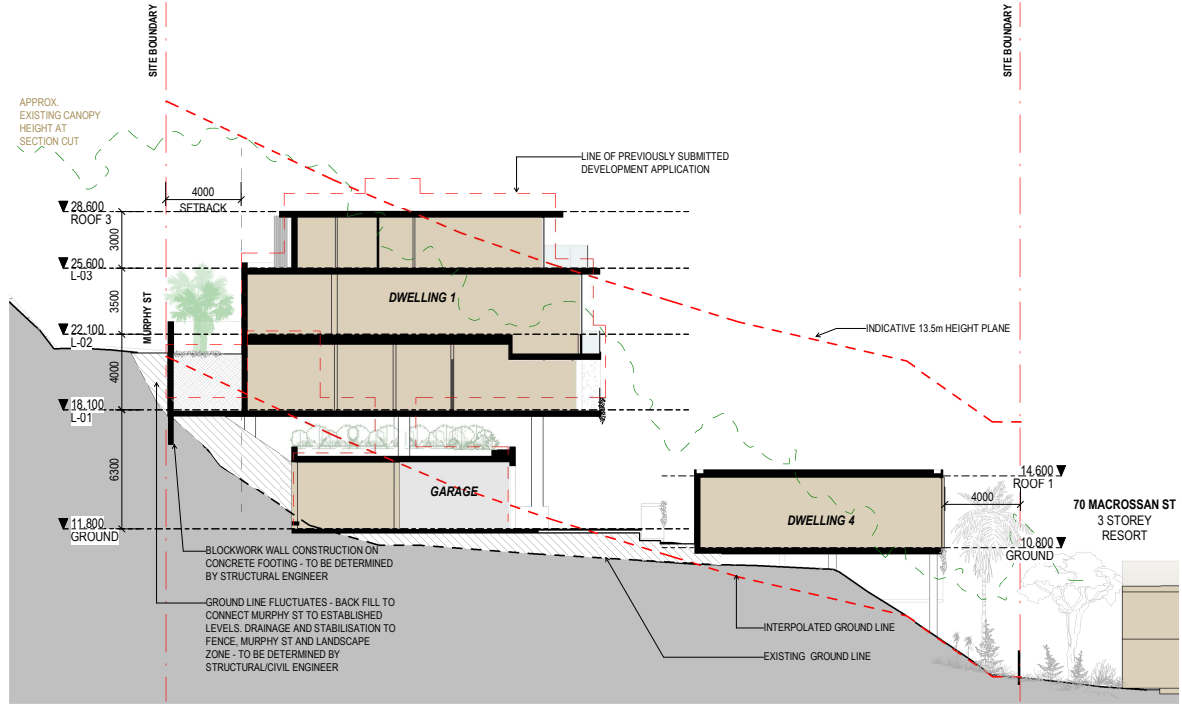 SITE BOUNDARY
SITE BOUNDARY
APPROX.
EXISTING CANOPY
HEIGHT AT
SECTION CUT
LINE OF PREVIOUSLY SUBMITTED
DEVELOPMENT APPLICATION
4000
SETBACK
28,600
ROOF 3
3000
25,600
L-03
3500
DWELLING 1
MURPHY ST
22,100
L-02
INDICATIVE 13.5m HEIGHT PLANE
4000
18,100
L-01
6300
GARAGE
14,600
ROOF 1
4000
70 MACROSSAN ST
3 STOREY
RESORT
DWELLING 4
11,800
GROUND
10,800
GROUND
BLOCKWORK WALL CONSTRUCTION ON
CONCRETE FOOTING - TO BE DETERMINED
BY STRUCTURAL ENGINEER
GROUND LINE FLUCTUATES - BACK FILL TO
CONNECT MURPHY ST TO ESTABLISHED
LEVELS. DRAINAGE AND STABILISATION TO
FENCE, MURPHY ST AND LANDSCAPE
ZONE - TO BE DETERMINED BY
STRUCTURAL/CIVIL ENGINEER
INTERPOLATED GROUND LINE
EXISTING GROUND LINE